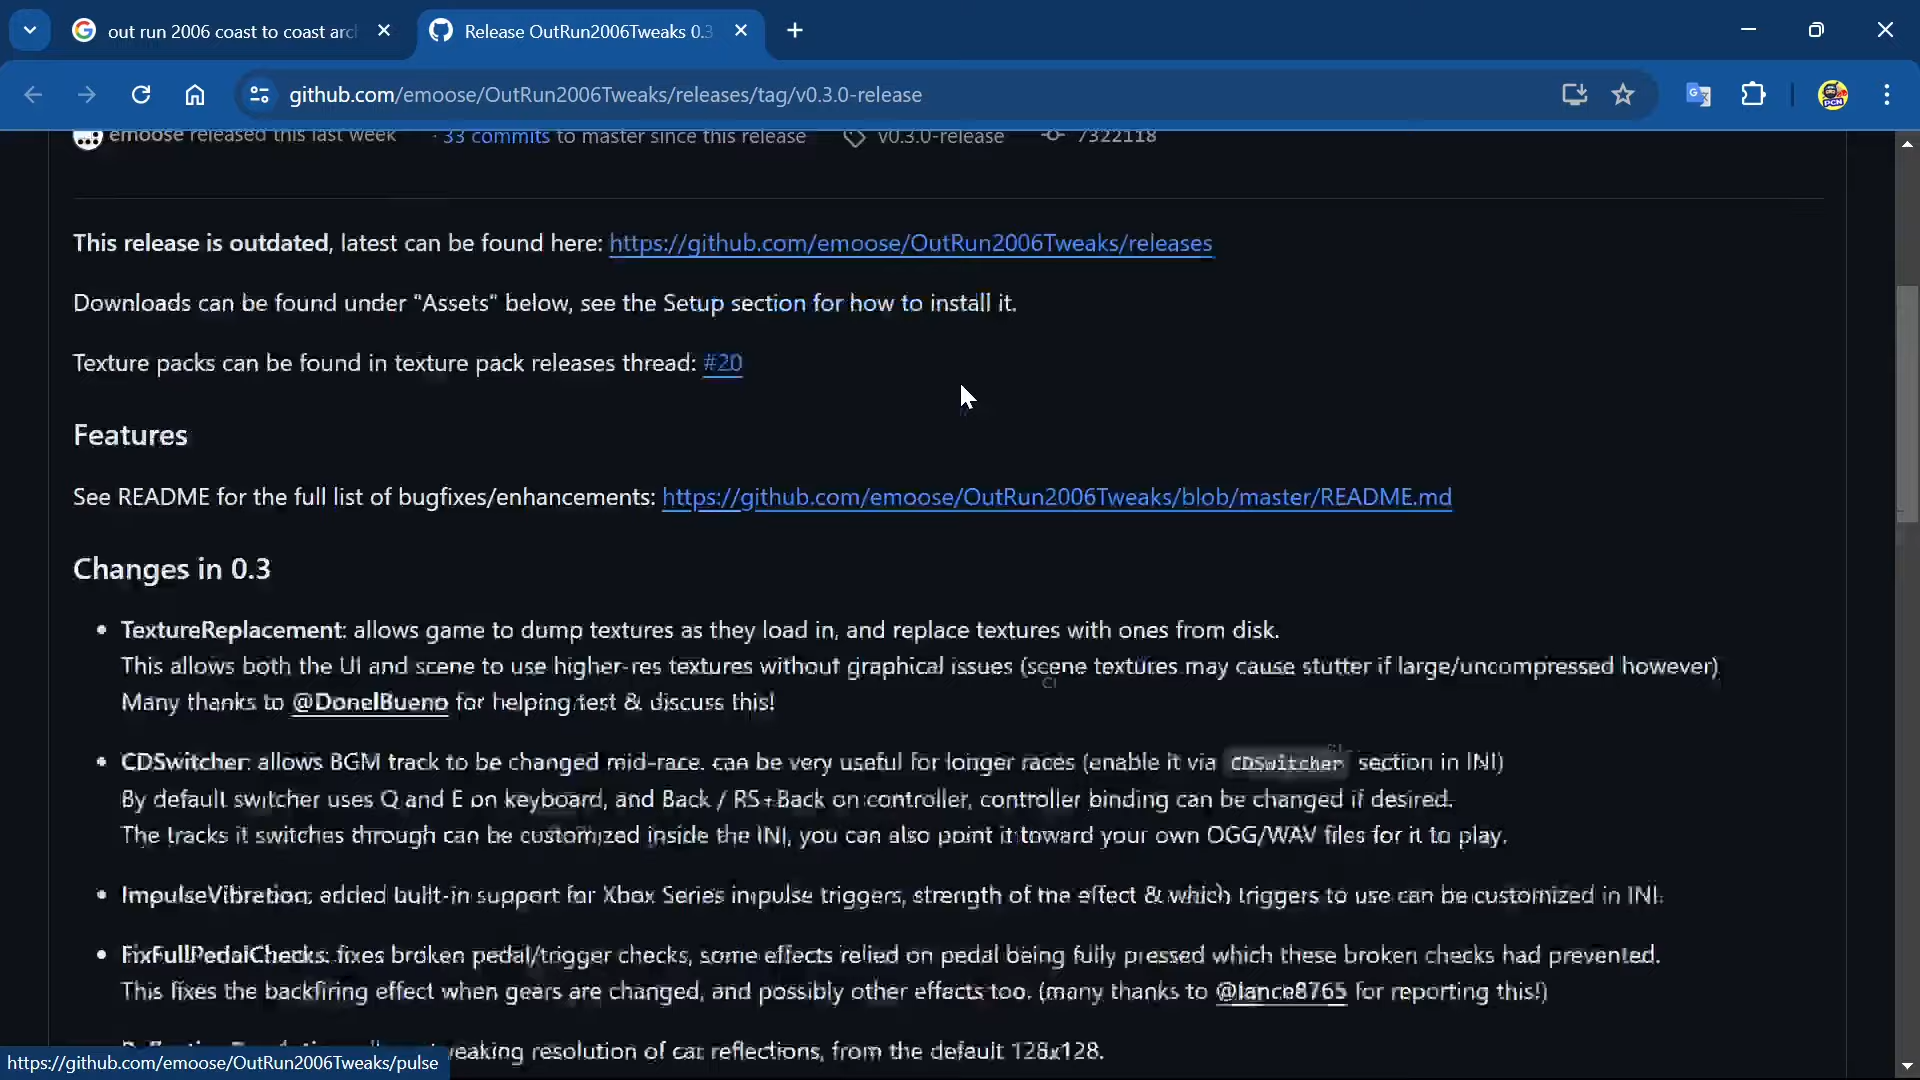 out run 2006 coast to coast arc
Release OutRun2006Tweaks 0.3
github.com/emoose/OutRun2006Tweaks/releases/tag/v0.3.0-release
emoose released this last week · 33 commits to master since this release v0.3.0-release 7322118
This release is outdated, latest can be found here: https://github.com/emoose/OutRun2006Tweaks/releases
Downloads can be found under "Assets" below, see the Setup section for how to install it.
Texture packs can be found in texture pack releases thread: #20
Features
See README for the full list of bugfixes/enhancements: https://github.com/emoose/OutRun2006Tweaks/blob/master/README.md
Changes in 0.3
• TextureReplacement: allows game to dump textures as they load in, and replace textures with ones from disk.
This allows both the UI and scene to use higher-res textures without graphical issues (scene textures may cause stutter if large/uncompressed however)
Many thanks to @DonelBueno for helping test & discuss this!
• CDSwitcher: allows BGM track to be changed mid-race, can be very useful for longer races (enable it via CDSwitcher section in INI)
By default switcher uses Q and E on keyboard, and Back / RS+Back on controller, controller binding can be changed if desired.
The tracks it switches through can be customized inside the INI, you can also point it toward your own OGG/WAV files for it to play.
• ImpulseVibration: added built-in support for Xbox Series impulse triggers, strength of the effect & which triggers to use can be customized in INI.
• FixFullPedalChecks: fixes broken pedal/trigger checks, some effects relied on pedal being fully pressed which these broken checks had prevented.
This fixes the backfiring effect when gears are changed, and possibly other effects too. (many thanks to @lance8765 for reporting this!)
resolution of car reflections, from the default 128x128.
https://github.com/emoose/OutRun2006Tweaks/pulse